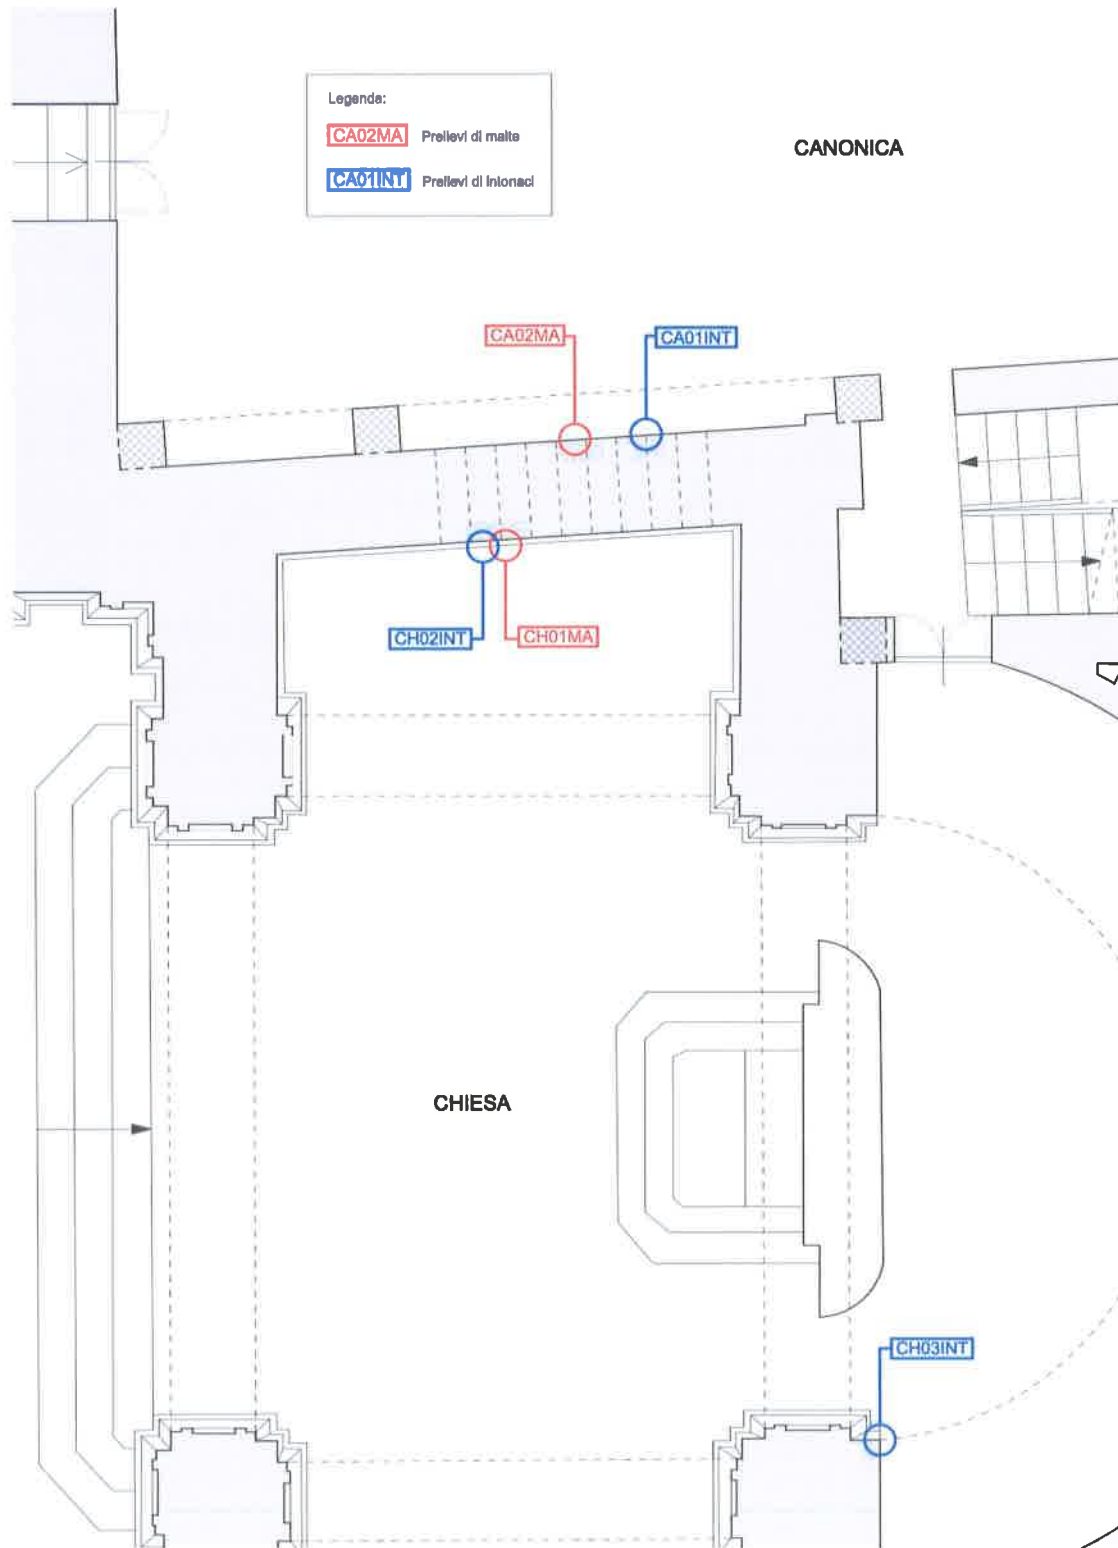 Legenda:
CA02MA Prelievi di malte
CA01INT Prelievi di intonaci
CANONICA
CA02MA
CA01INT
CH02INT
CH01MA
CHIESA
CH03INT